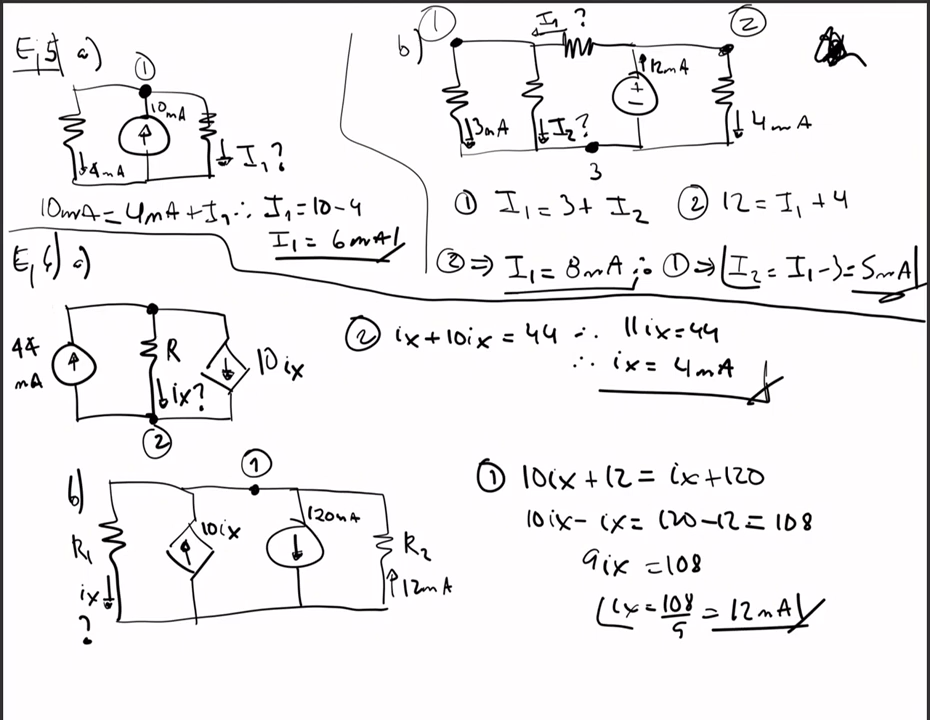 E,5) a)
①
10mA
4mA
I₁?
10mA = 4mA + I₁ ∴ I₁ = 10 - 4
I₁ = 6mA
b)
①
I₁ ?
②
12mA
3mA
I₂?
4mA
+
-
3
① I₁ = 3 + I₂ ② 12 = I₁ + 4
② ⇒ I₁ = 8mA ∴ ① ⇒ I₂ = I₁ - 3 = 5mA
E,6) a)
44
mA
R
ix?
10ix
②
② ix + 10ix = 44 ∴ 11ix = 44
∴ ix = 4mA
b)
①
R₁
10ix
120mA
R₂
ix
?
12mA
① 10ix + 12 = ix + 120
10ix - ix = 120 - 12 = 108
9ix = 108
ix = 108/9 = 12mA